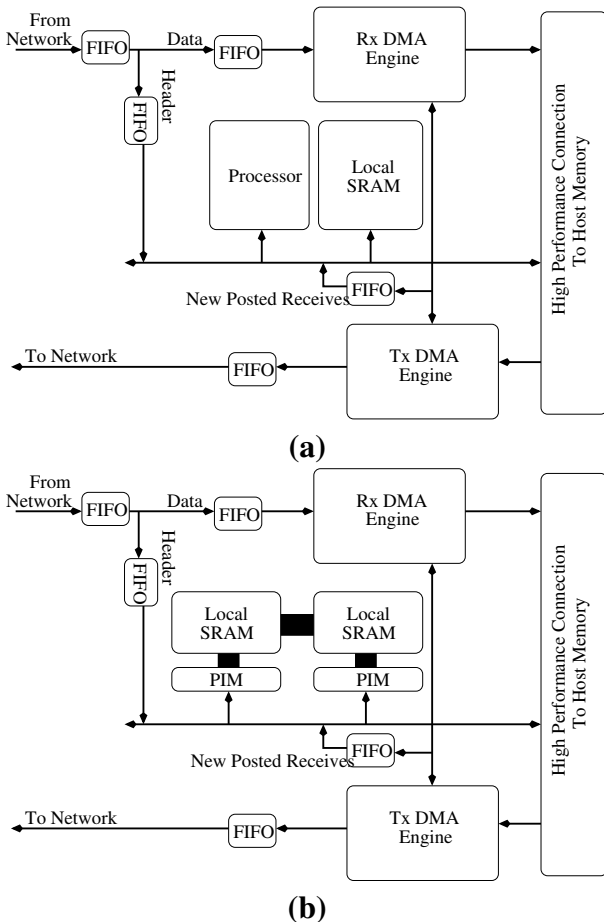 From
Network
FIFO
Data
FIFO
Rx DMA
Engine
Header
FIFO
Processor
Local
SRAM
High Performance Connection
To Host Memory
New Posted Receives
FIFO
To Network
FIFO
Tx DMA
Engine
(a)
From
Network
FIFO
Data
FIFO
Rx DMA
Engine
Header
FIFO
Local
SRAM
Local
SRAM
PIM
PIM
High Performance Connection
To Host Memory
New Posted Receives
FIFO
To Network
FIFO
Tx DMA
Engine
(b)